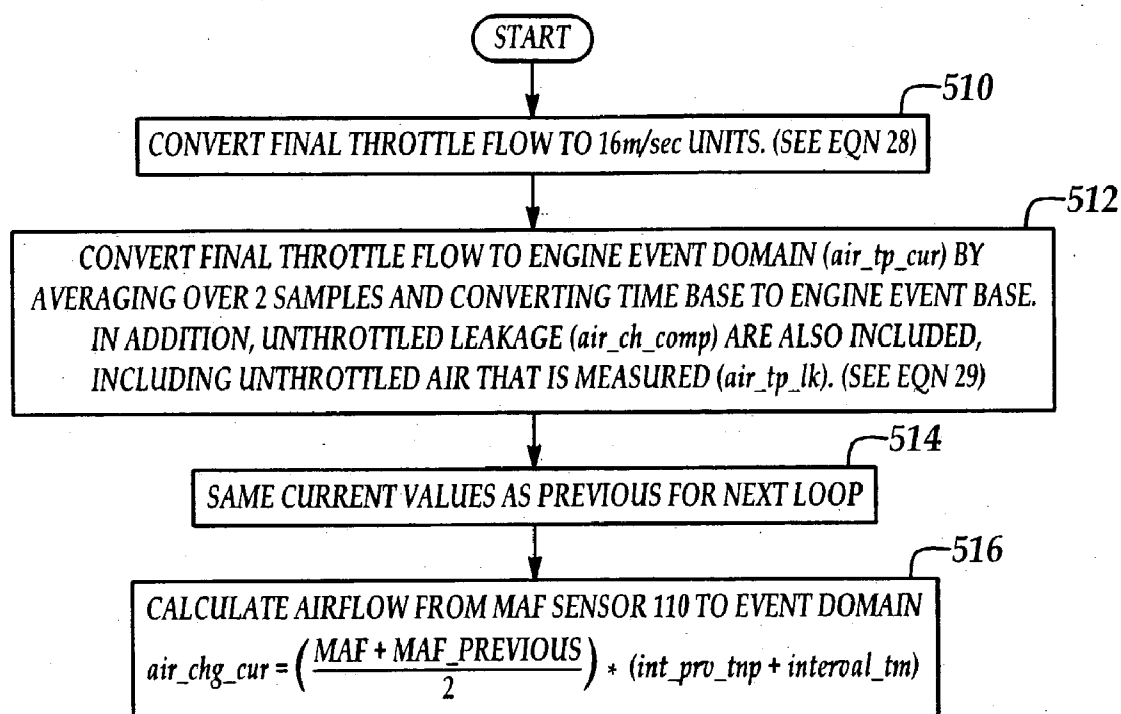 START
510
CONVERT FINAL THROTTLE FLOW TO 16m/sec UNITS. (SEE EQN 28)
512
CONVERT FINAL THROTTLE FLOW TO ENGINE EVENT DOMAIN (air_tp_cur) BY
AVERAGING OVER 2 SAMPLES AND CONVERTING TIME BASE TO ENGINE EVENT BASE.
IN ADDITION, UNTHROTTLED LEAKAGE (air_ch_comp) ARE ALSO INCLUDED,
INCLUDING UNTHROTTLED AIR THAT IS MEASURED (air_tp_lk). (SEE EQN 29)
514
SAME CURRENT VALUES AS PREVIOUS FOR NEXT LOOP
516
CALCULATE AIRFLOW FROM MAF SENSOR 110 TO EVENT DOMAIN
air_chg_cur = ( MAF + MAF_PREVIOUS / 2 ) * (int_prv_tnp + interval_tm)